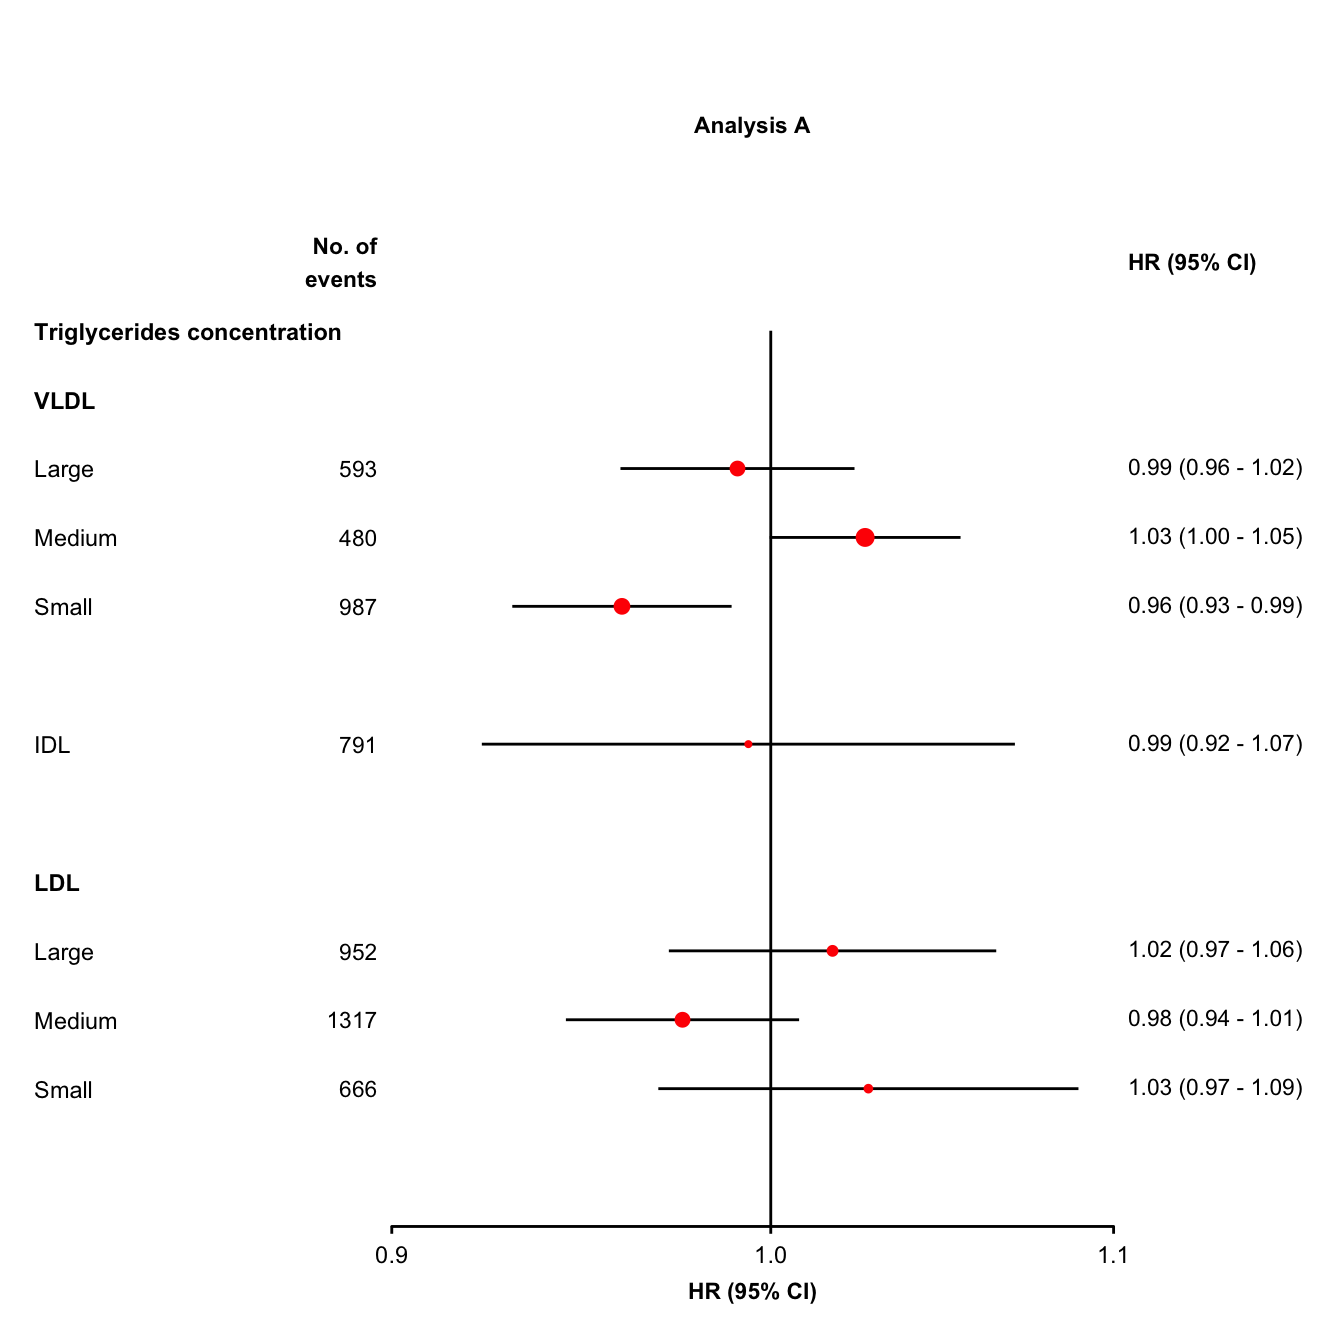 Analysis A
No. of
events
HR (95% CI)
Triglycerides concentration
VLDL
Large 593 0.99 (0.96 - 1.02)
Medium 480 1.03 (1.00 - 1.05)
Small 987 0.96 (0.93 - 0.99)
IDL 791 0.99 (0.92 - 1.07)
LDL
Large 952 1.02 (0.97 - 1.06)
Medium 1317 0.98 (0.94 - 1.01)
Small 666 1.03 (0.97 - 1.09)
0.9 1.0 1.1
HR (95% CI)